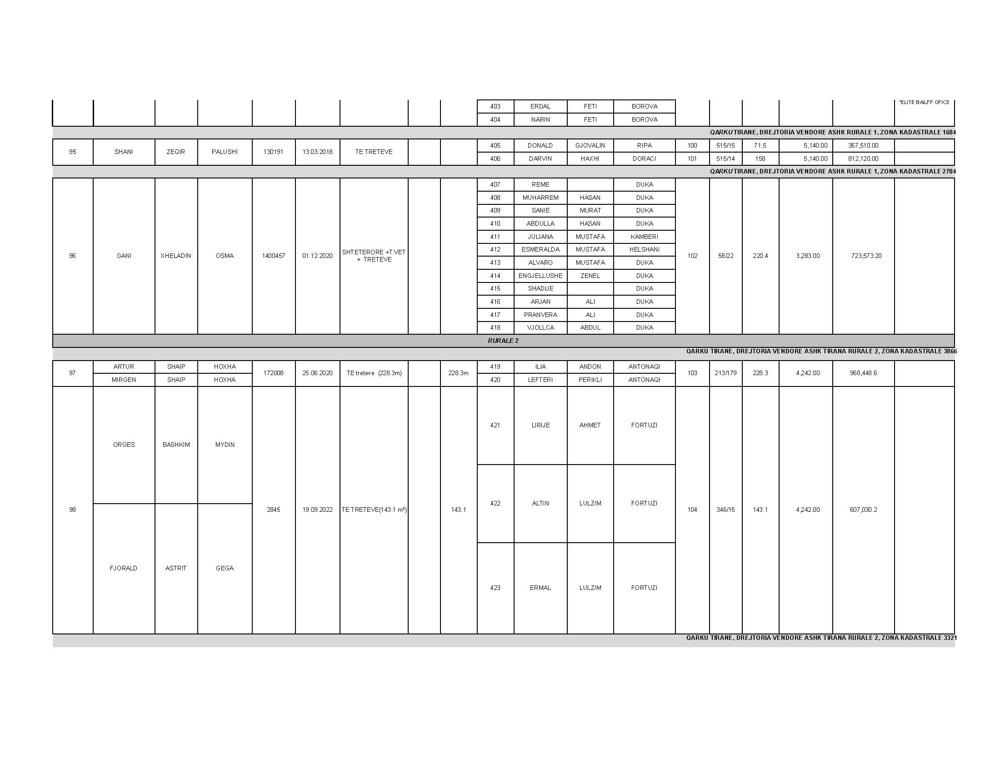 "ELITE BAILFF OFICE
403 ERDAL FETI BOROVA
404 NARIN FETI BOROVA
QARKU TIRANE, DREJTORIA VENDORE ASHK RURALE 1, ZONA KADASTRALE 1604
95 SHANI ZEQIR PALUSHI 130191 13.03.2018 TE TRETEVE
405 DONALD GJOVALIN RIPA 100 515/15 71.5 5,140.00 367,510.00
406 DARVIN HAXHI DORACI 101 515/14 158 5,140.00 812,120.00
QARKU TIRANE, DREJTORIA VENDORE ASHK RURALE 1, ZONA KADASTRALE 2704
96 GANI XHELADIN OSMA 1400457 01.12.2020 SHTETERORE +T.VET
+ TRETEVE
407 REME DUKA
408 MUHARREM HASAN DUKA
409 SANIE MURAT DUKA
410 ABDULLA HASAN DUKA
411 JULIANA MUSTAFA KAMBERI
412 ESMERALDA MUSTAFA HELSHANI
413 ALVARO MUSTAFA DUKA
414 ENGJELLUSHE ZENEL DUKA
415 SHADIJE DUKA
416 ARJAN ALI DUKA
417 PRANVERA ALI DUKA
418 VJOLLCA ABDUL DUKA
102 58/22 220.4 3,283.00 723,573.20
RURALE 2
QARKU TIRANE, DREJTORIA VENDORE ASHK TIRANA RURALE 2, ZONA KADASTRALE 3866
97 ARTUR SHAIP HOXHA
MIRGEN SHAIP HOXHA
172008 25.06.2020 TE treteve (228.3m) 228.3m
419 ILIA ANDON ANTONAQI
420 LEFTERI PERIKLI ANTONAQI
103 213/179 228.3 4,242.00 968,448.6
98 ORGES BASHKIM MYDIN
FJORALD ASTRIT GEGA
2845 19.09.2022 TE TRETEVE(143.1 m²) 143.1
421 LIRIJE AHMET FORTUZI
422 ALTIN LULZIM FORTUZI
423 ERMAL LULZIM FORTUZI
104 346/15 143.1 4,242.00 607,030.2
QARKU TIRANE, DREJTORIA VENDORE ASHK TIRANA RURALE 2, ZONA KADASTRALE 3321